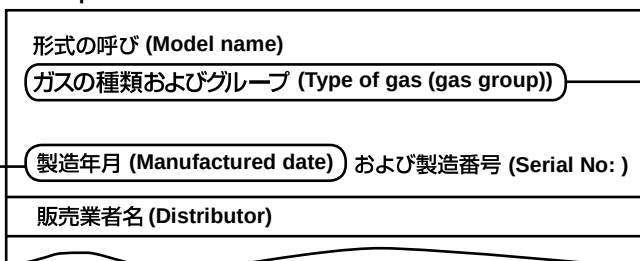 形式の呼び (Model name)
ガスの種類およびグループ (Type of gas (gas group))
製造年月 (Manufactured date) および製造番号 (Serial No: )
販売業者名 (Distributor)